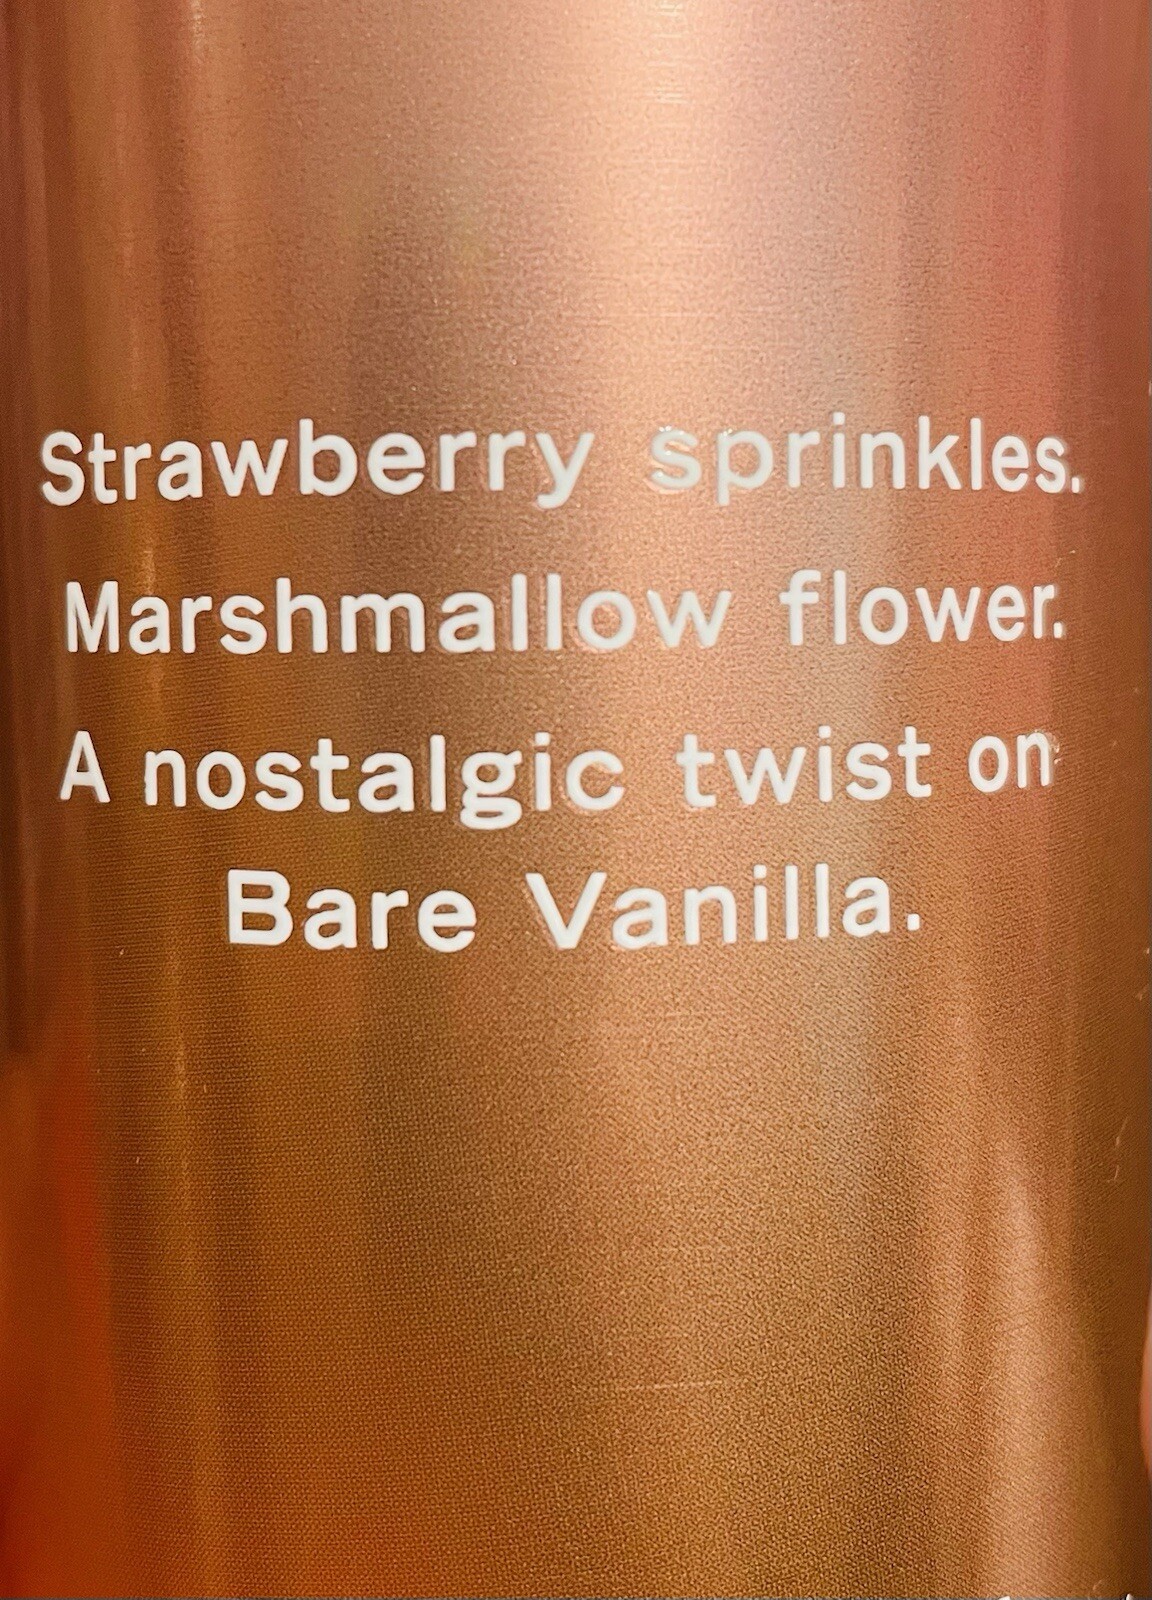 Strawberry sprinkles.
Marshmallow flower.
A nostalgic twist on
Bare Vanilla.